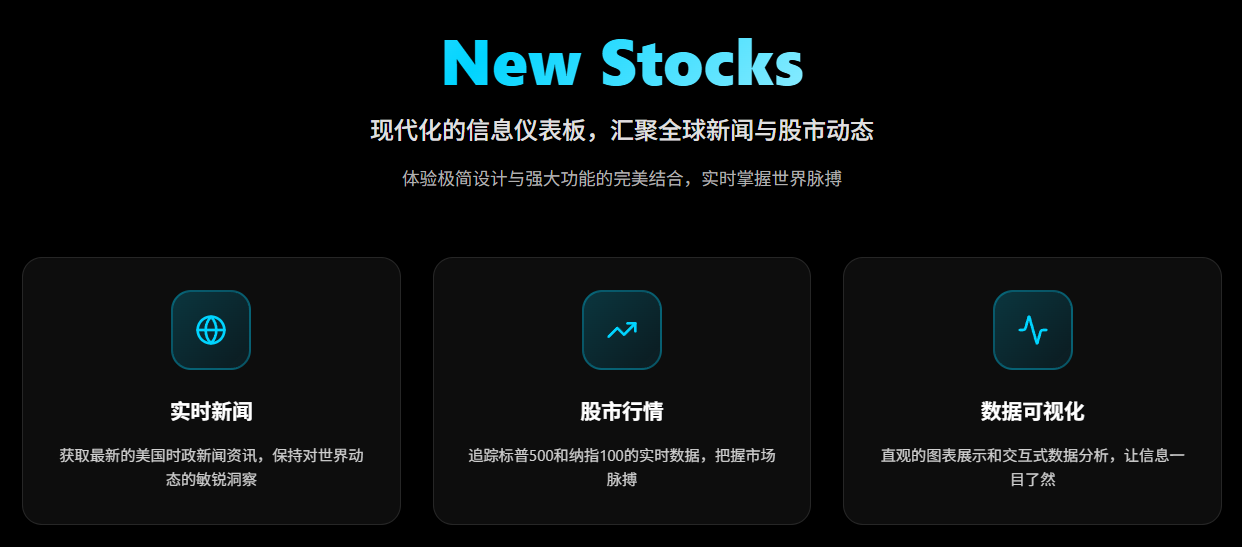 New Stocks
现代化的信息仪表板，汇聚全球新闻与股市动态
体验极简设计与强大功能的完美结合，实时掌握世界脉搏
实时新闻
获取最新的美国时政新闻资讯，保持对世界动
态的敏锐洞察
股市行情
追踪标普500和纳指100的实时数据，把握市场
脉搏
数据可视化
直观的图表展示和交互式数据分析，让信息一
目了然